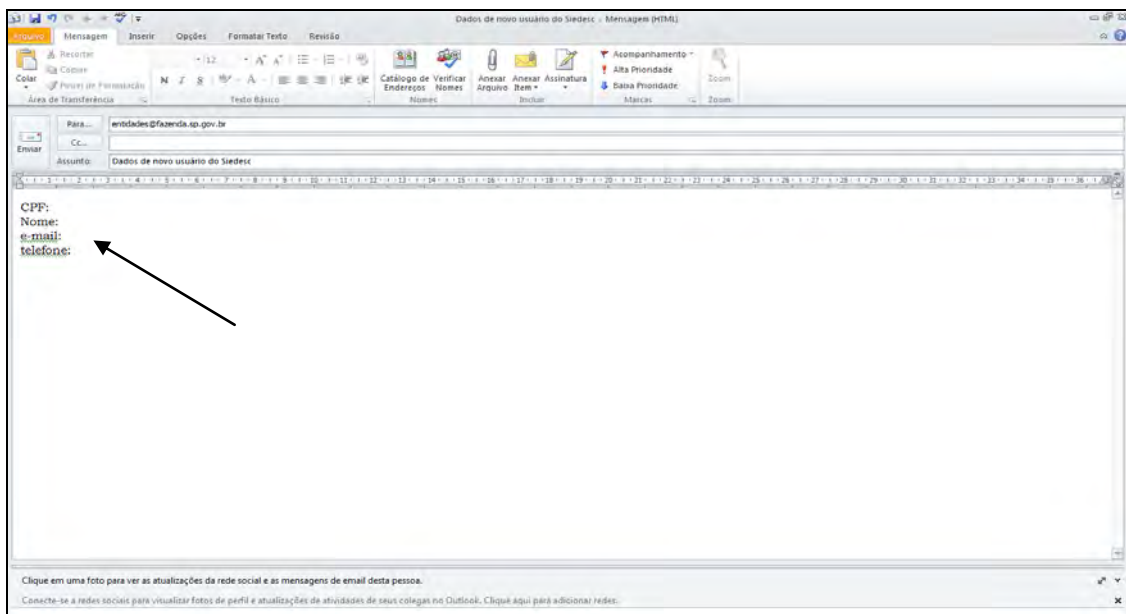 Dados de novo usuário do Siedesc - Mensagem (HTML)
Arquivo Mensagem Inserir Opções Formatar Texto Revisão
Colar
Recortar
Copiar
Pincel de Formatação
Área de Transferência
12
N I S
Texto Básico
Catálogo de Endereços
Verificar Nomes
Nomes
Anexar Arquivo
Anexar Item
Assinatura
Incluir
Acompanhamento
Alta Prioridade
Baixa Prioridade
Marcas
Zoom
Zoom
Enviar
Para... entidades@fazenda.sp.gov.br
Cc...
Assunto: Dados de novo usuário do Siedesc
CPF:
Nome:
e-mail:
telefone:
Clique em uma foto para ver as atualizações da rede social e as mensagens de email desta pessoa.
Conecte-se a redes sociais para visualizar fotos de perfil e atualizações de atividades de seus colegas no Outlook. Clique aqui para adicionar redes.